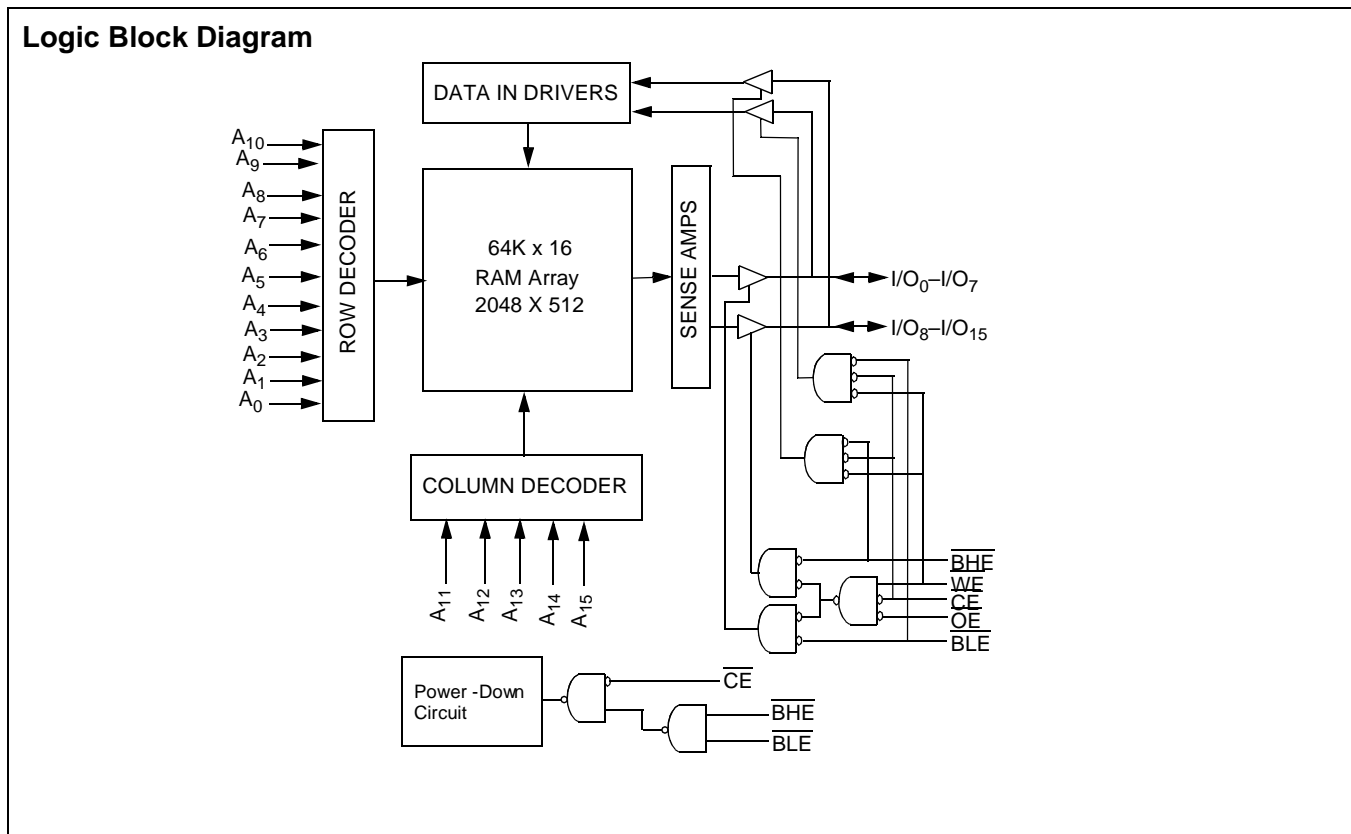 Logic Block Diagram
DATA IN DRIVERS
A10
A9
A8
A7
A6
A5
A4
A3
A2
A1
A0
ROW DECODER
64K x 16
RAM Array
2048 X 512
SENSE AMPS
I/O0–I/O7
I/O8–I/O15
COLUMN DECODER
A11
A12
A13
A14
A15
BHE
WE
CE
OE
BLE
Power -Down
Circuit
CE
BHE
BLE